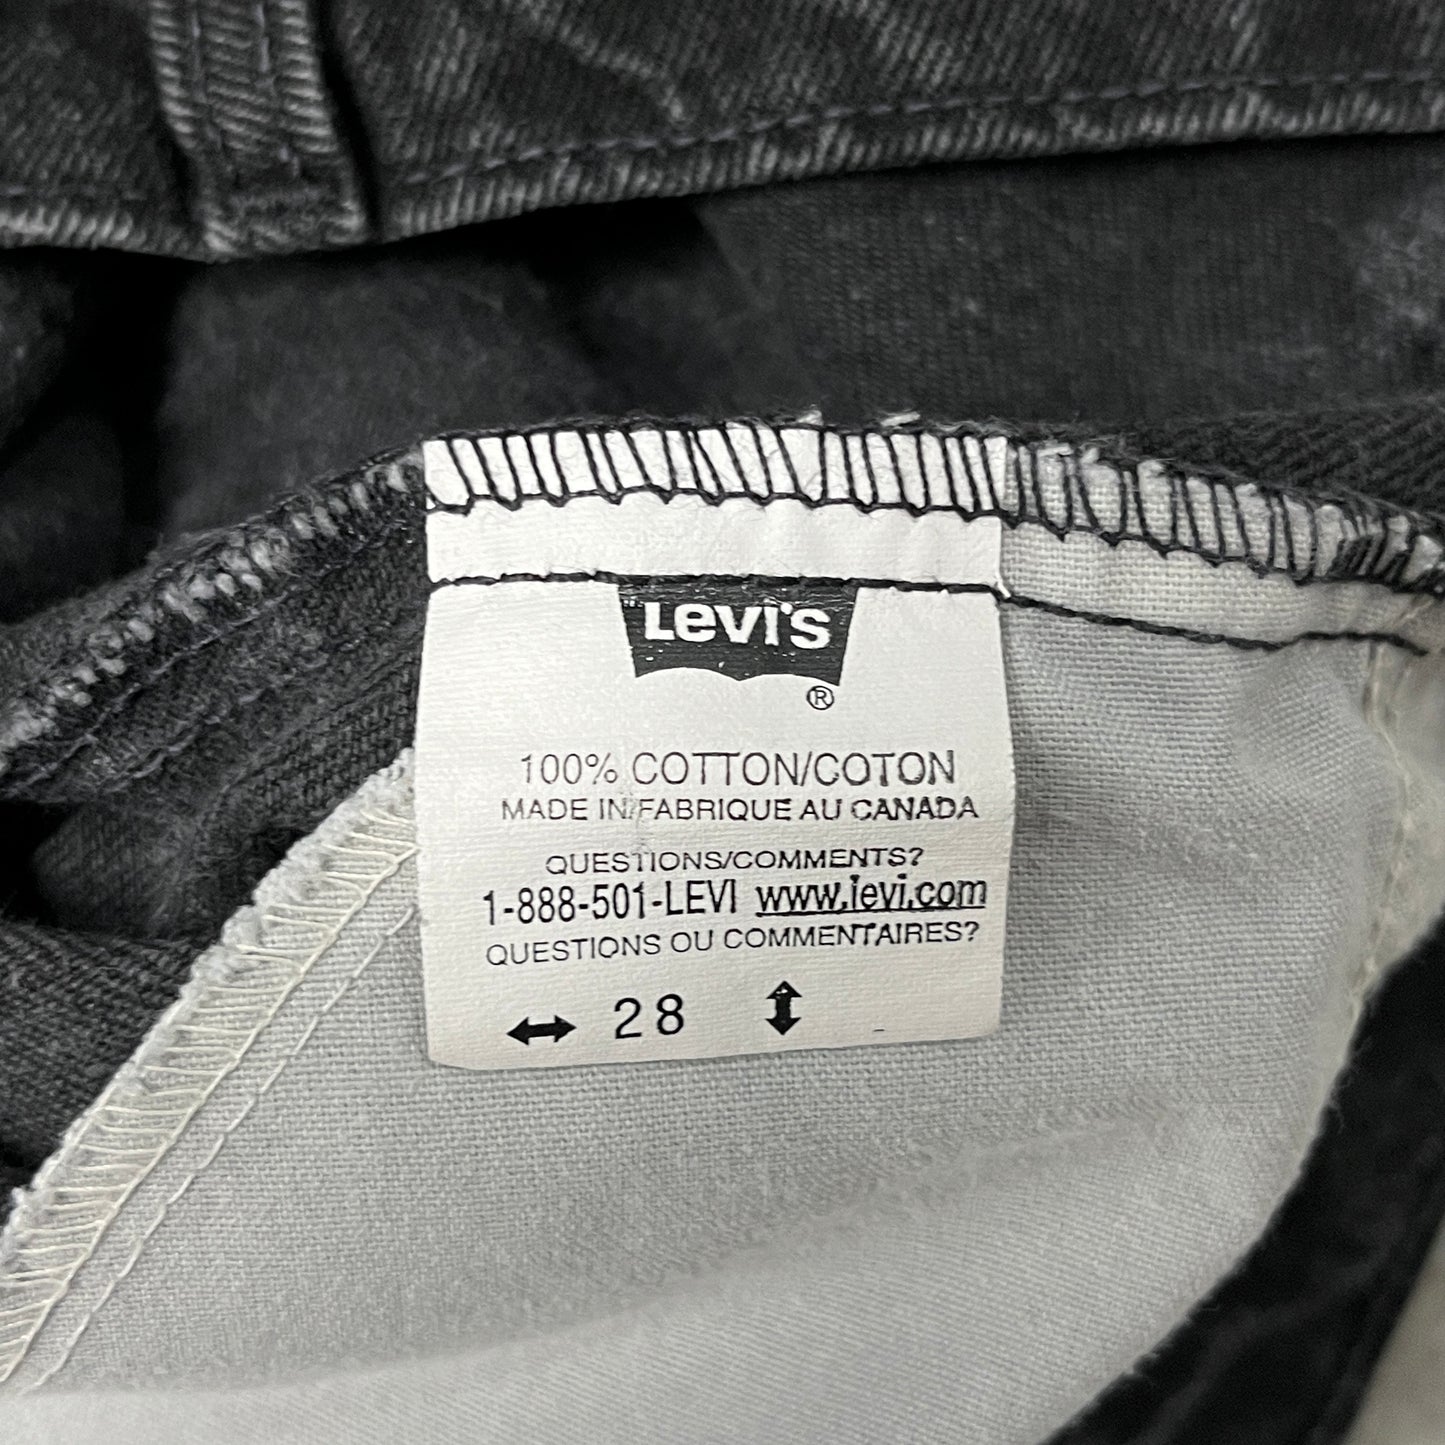 Levi's
®
100% COTTON/COTON
MADE IN/FABRIQUE AU CANADA
QUESTIONS/COMMENTS?
1-888-501-LEVI www.levi.com
QUESTIONS OU COMMENTAIRES?
↔ 28 ↕